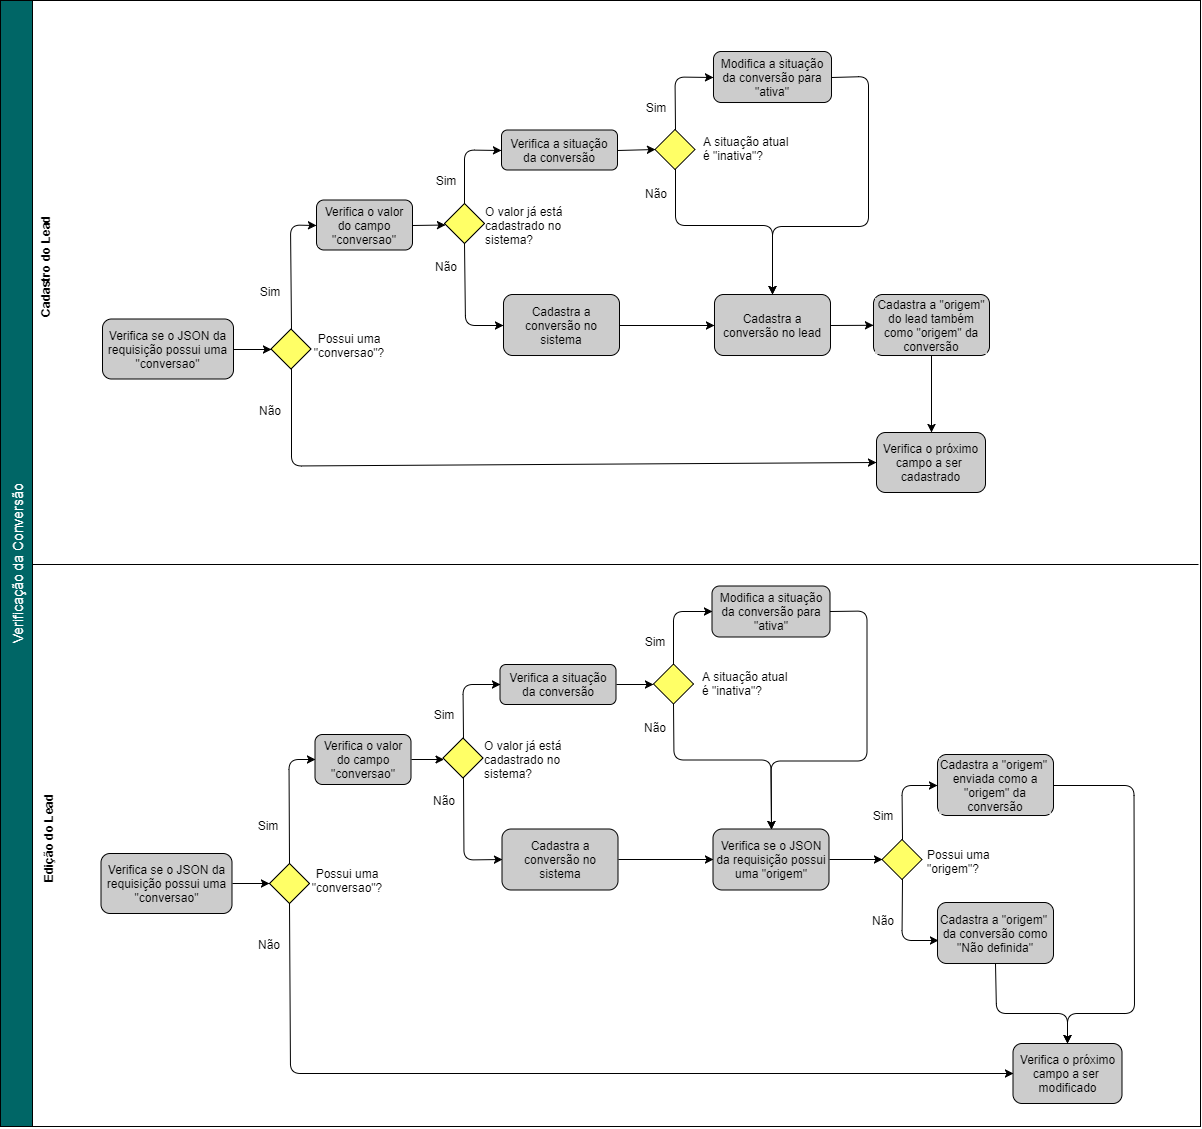 Verificação da Conversão
Cadastro do Lead
Verifica se o JSON da
requisição possui uma
"conversao"
Possui uma
"conversao"?
Sim
Não
Verifica o valor
do campo
"conversao"
O valor já está
cadastrado no
sistema?
Sim
Não
Verifica a situação
da conversão
A situação atual
é "inativa"?
Sim
Não
Modifica a situação
da conversão para
"ativa"
Cadastra a
conversão no
sistema
Cadastra a
conversão no lead
Cadastra a "origem"
do lead também
como "origem" da
conversão
Verifica o próximo
campo a ser
cadastrado
Edição do Lead
Verifica se o JSON da
requisição possui uma
"conversao"
Possui uma
"conversao"?
Sim
Não
Verifica o valor
do campo
"conversao"
O valor já está
cadastrado no
sistema?
Sim
Não
Verifica a situação
da conversão
A situação atual
é "inativa"?
Sim
Não
Modifica a situação
da conversão para
"ativa"
Cadastra a
conversão no
sistema
Verifica se o JSON
da requisição possui
uma "origem"
Possui uma
"origem"?
Sim
Não
Cadastra a "origem"
enviada como a
"origem" da
conversão
Cadastra a "origem"
da conversão como
"Não definida"
Verifica o próximo
campo a ser
modificado